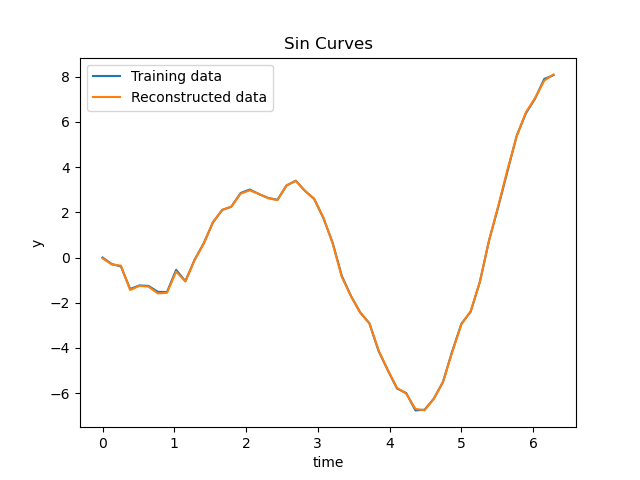 Sin Curves
Training data
Reconstructed data
8
6
4
2
0
−2
−4
−6
y
0 1 2 3 4 5 6
time